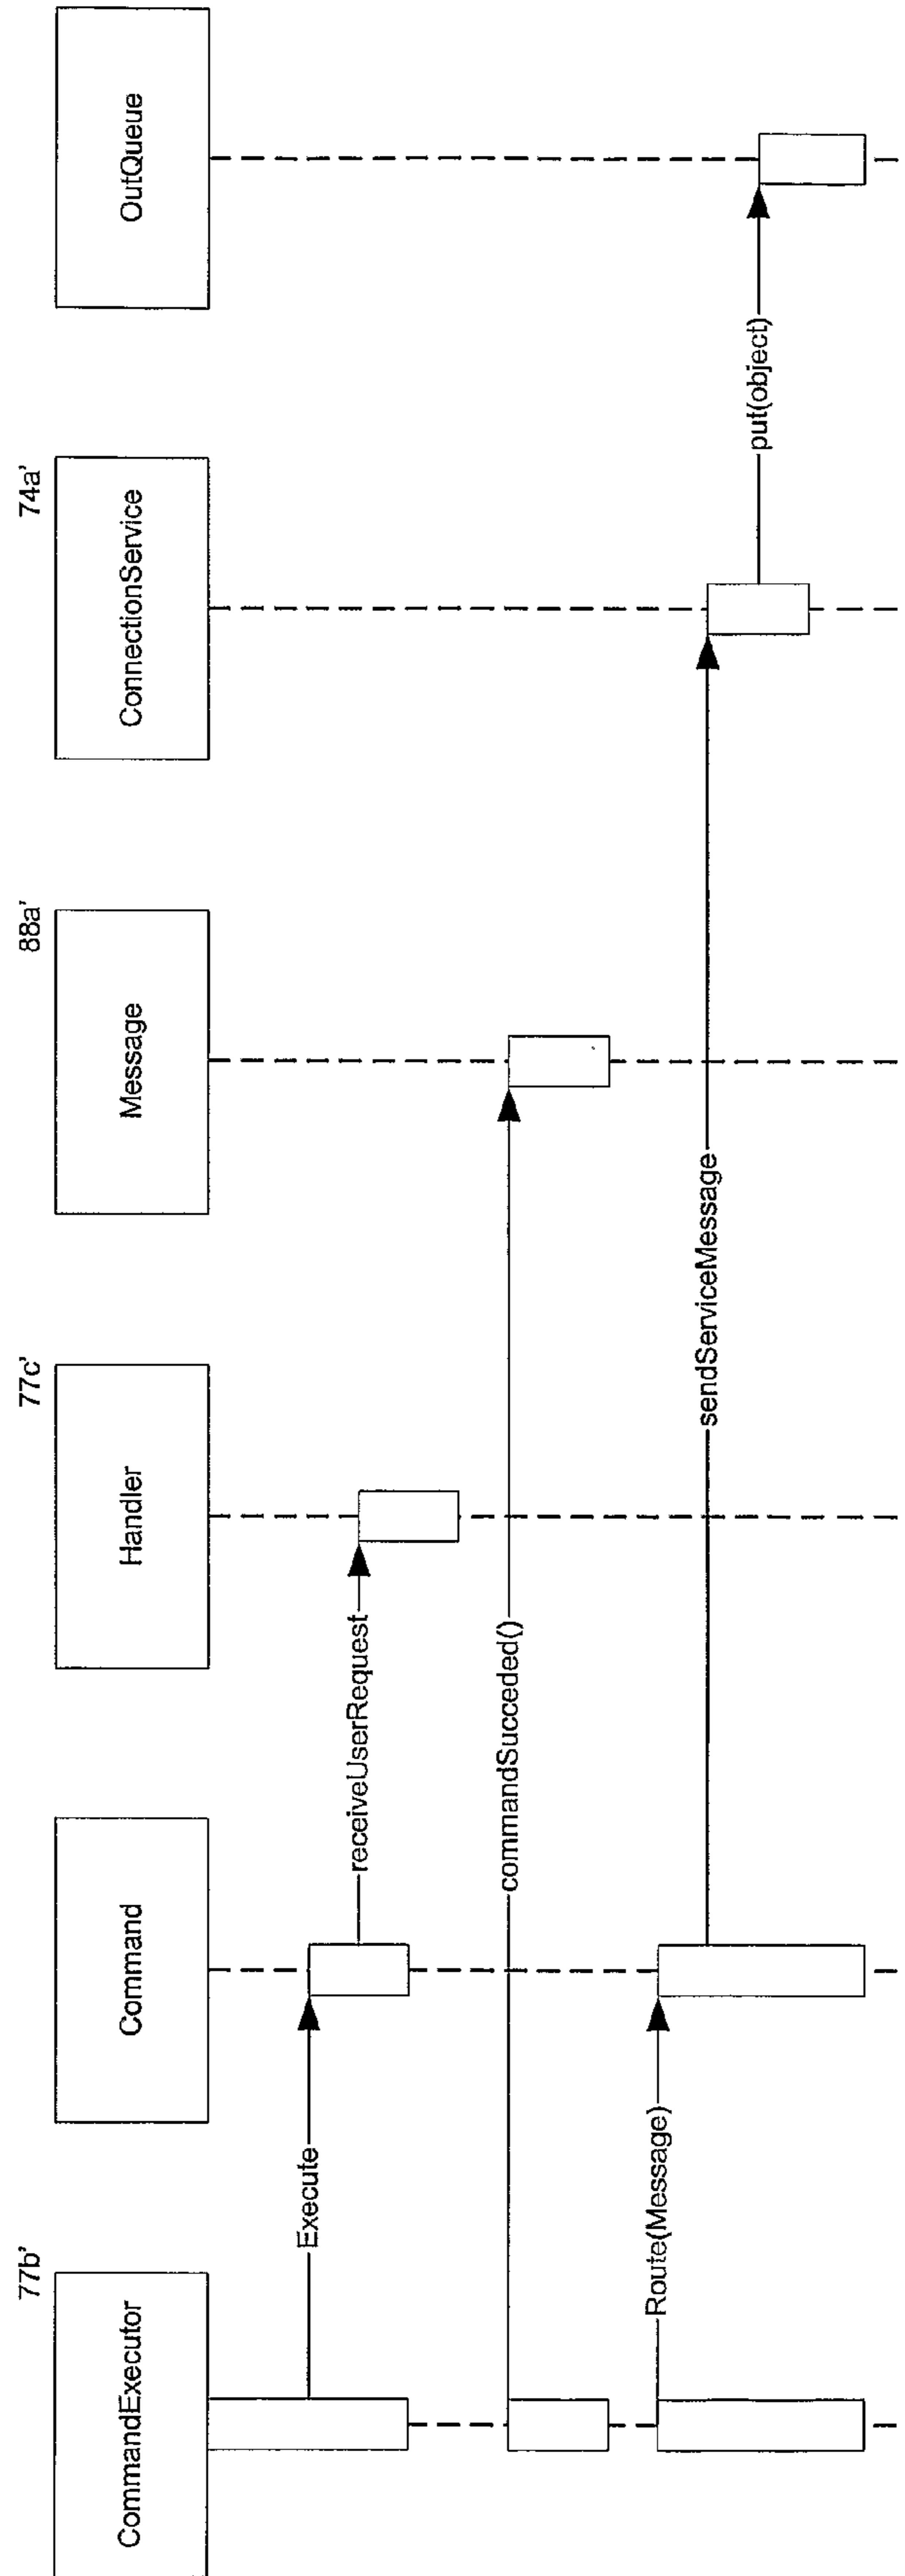 77b'
77c'
88a'
74a'
CommandExecutor
Command
Handler
Message
ConnectionService
OutQueue
Execute
receiveUserRequest
commandSucceded()
Route(Message)
sendServiceMessage
put(object)